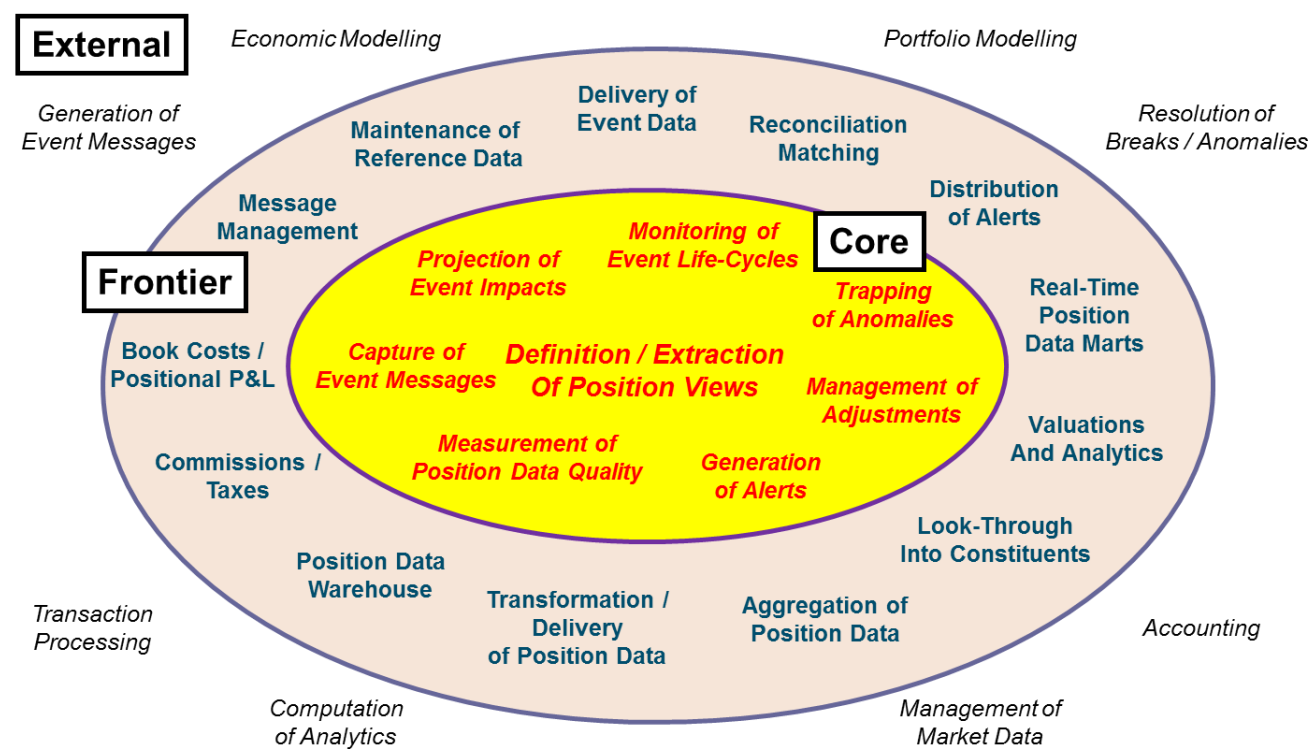 External
Economic Modelling
Portfolio Modelling
Generation of
Event Messages
Resolution of
Breaks / Anomalies
Delivery of
Event Data
Maintenance of
Reference Data
Reconciliation
Matching
Message
Management
Distribution
of Alerts
Frontier
Core
Monitoring of
Event Life-Cycles
Projection of
Event Impacts
Trapping
of Anomalies
Real-Time
Position
Data Marts
Book Costs /
Positional P&L
Capture of
Event Messages
Definition / Extraction
Of Position Views
Management of
Adjustments
Valuations
And Analytics
Commissions /
Taxes
Measurement of
Position Data Quality
Generation
of Alerts
Look-Through
Into Constituents
Position Data
Warehouse
Transformation /
Delivery
of Position Data
Aggregation of
Position Data
Transaction
Processing
Accounting
Computation
of Analytics
Management of
Market Data